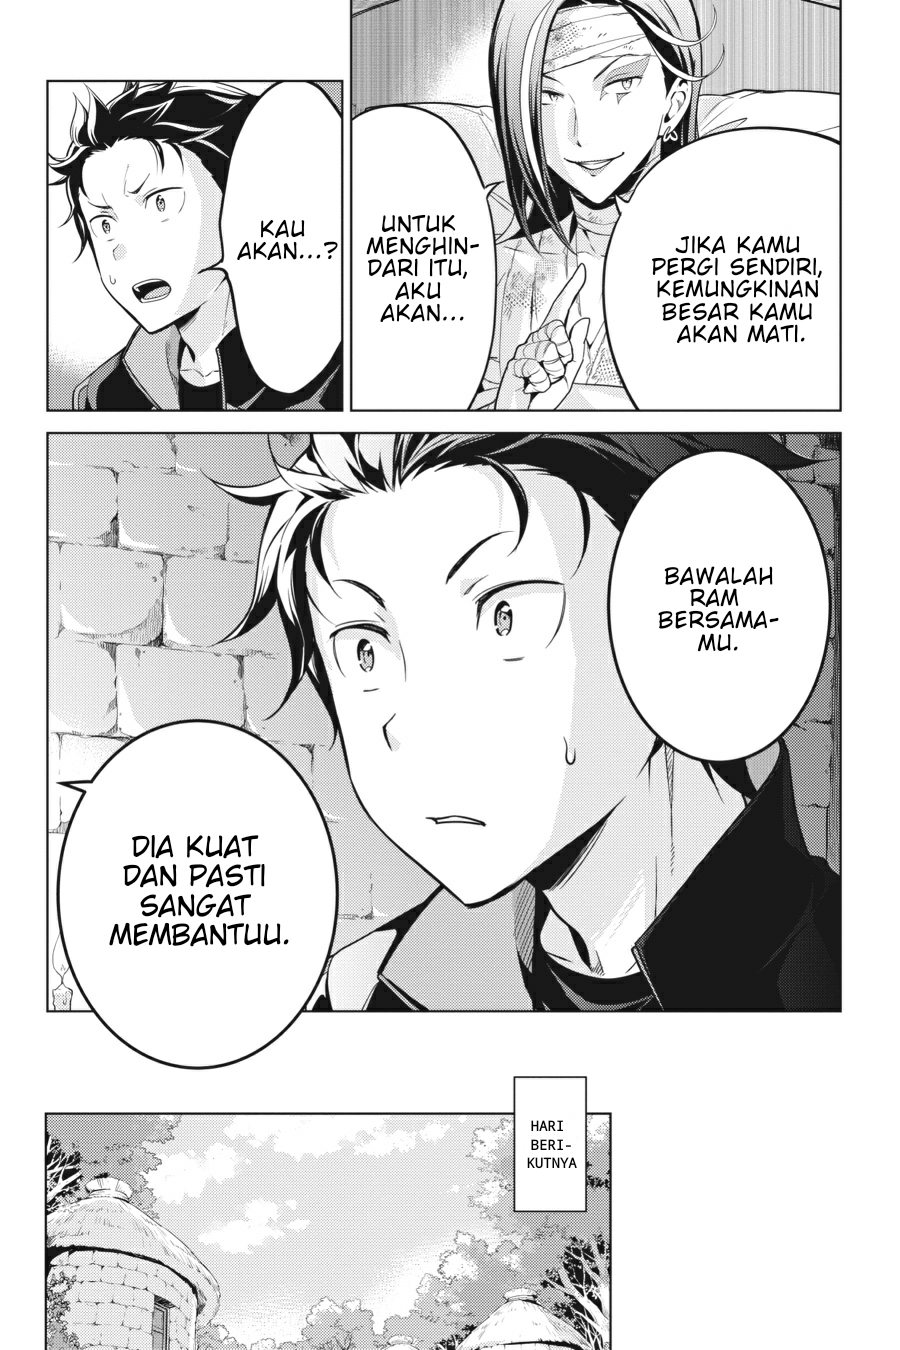 JIKA KAMU
PERGI SENDIRI,
KEMUNGKINAN
BESAR KAMU
AKAN MATI.
UNTUK
MENGHIN-
DARI ITU,
AKU
AKAN...
KAU
AKAN...?
BAWALAH
RAM
BERSAMA-
MU.
DIA KUAT
DAN PASTI
SANGAT
MEMBANTUU.
HARI
BERI-
KUTNYA